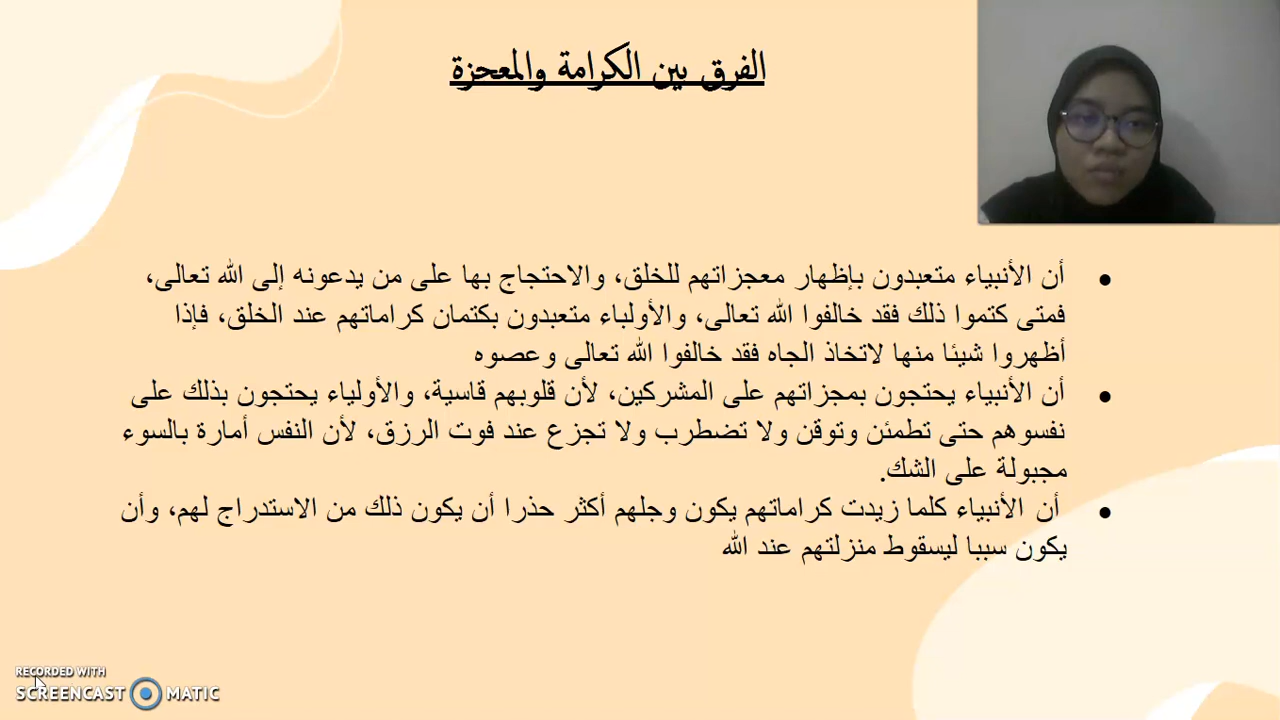 الفرق بين الكرامة والمعحزة
أن الأنبياء متعبدون بإظهار معجزاتهم للخلق، والاحتجاج بها على من يدعونه إلى الله تعالى،
فمتى كتموا ذلك فقد خالفوا الله تعالى، والأولباء متعبدون بكتمان كراماتهم عند الخلق، فإذا
أظهروا شيئا منها لاتخاذ الجاه فقد خالفوا الله تعالى وعصوه
أن الأنبياء يحتجون بمجزاتهم على المشركين، لأن قلوبهم قاسية، والأولياء يحتجون بذلك على
نفسوهم حتى تطمئن وتوقن ولا تضطرب ولا تجزع عند فوت الرزق، لأن النفس أمارة بالسوء
مجبولة على الشك.
أن الأنبياء كلما زيدت كراماتهم يكون وجلهم أكثر حذرا أن يكون ذلك من الاستدراج لهم، وأن
يكون سببا ليسقوط منزلتهم عند الله
RECORDED WITH
SCREENCAST MATIC